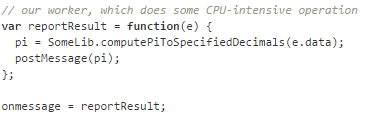 // our worker, which does some CPU-intensive operation
var reportResult = function(e) {
  pi = SomeLib.computePiToSpecifiedDecimals(e.data);
  postMessage(pi);
};

onmessage = reportResult;